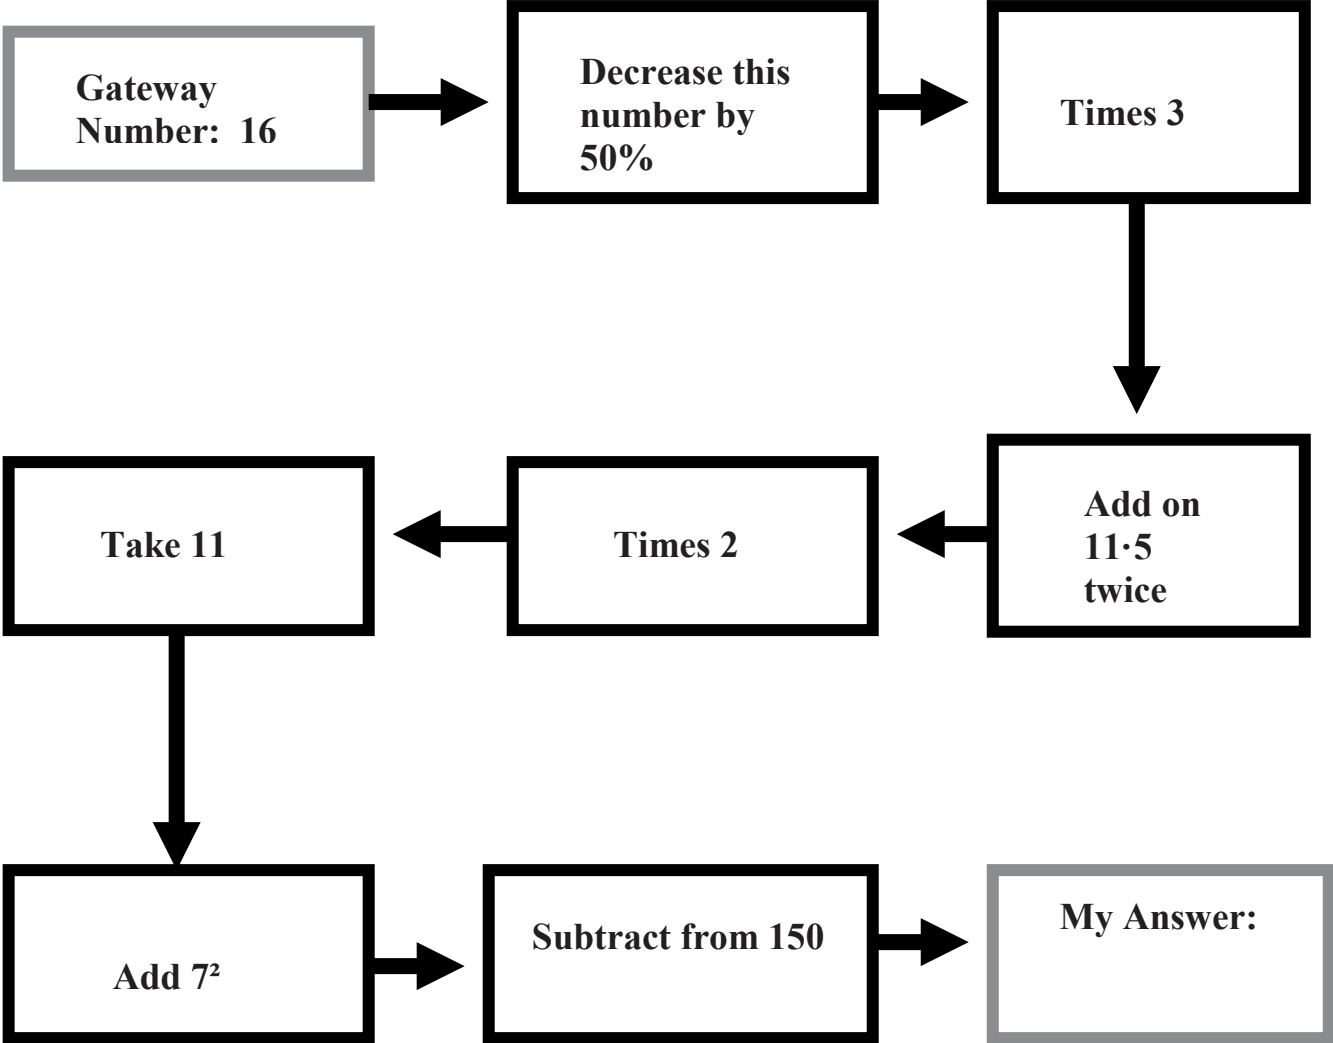 Gateway
Number: 16
Decrease this
number by
50%
Times 3
Add on
11·5
twice
Times 2
Take 11
Add 7²
Subtract from 150
My Answer: